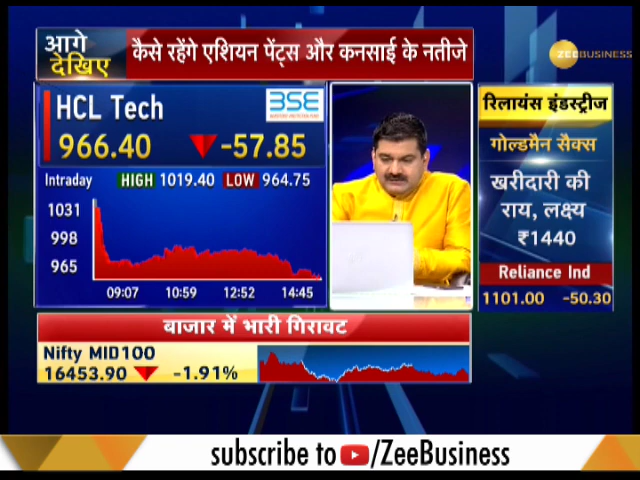 आगे
देखिए
कैसे रहेंगे एशियन पेंट्स और कनसाई के नतीजे
ZEEBUSINESS
HCL Tech
BSE
966.40 -57.85
Intraday HIGH 1019.40 LOW 964.75
1031
998
965
09:07 10:59 12:52 14:45
रिलायंस इंडस्ट्रीज
गोल्डमैन सैक्स
खरीदारी की
राय, लक्ष्य
₹1440
Reliance Ind
1101.00 -50.30
बाजार में भारी गिरावट
Nifty MID100
16453.90 -1.91%
subscribe to /ZeeBusiness